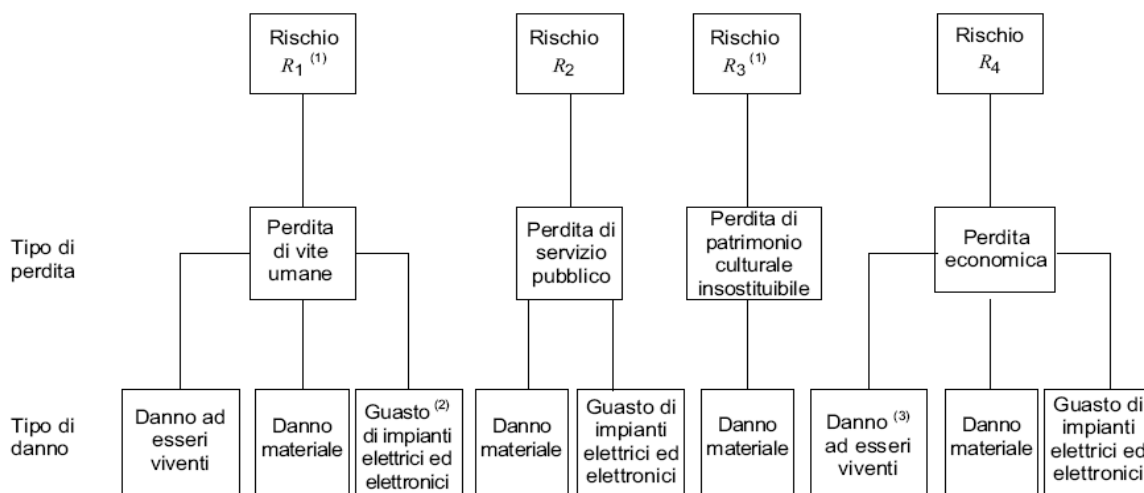 Rischio
R1 (1)
Rischio
R2
Rischio
R3 (1)
Rischio
R4
Tipo di
perdita
Perdita
di vite
umane
Perdita di
servizio
pubblico
Perdita di
patrimonio
culturale
insostituibile
Perdita
economica
Tipo di
danno
Danno ad
esseri
viventi
Danno
materiale
Guasto (2)
di impianti
elettrici ed
elettronici
Danno
materiale
Guasto di
impianti
elettrici ed
elettronici
Danno
materiale
Danno (3)
ad esseri
viventi
Danno
materiale
Guasto di
impianti
elettrici ed
elettronici